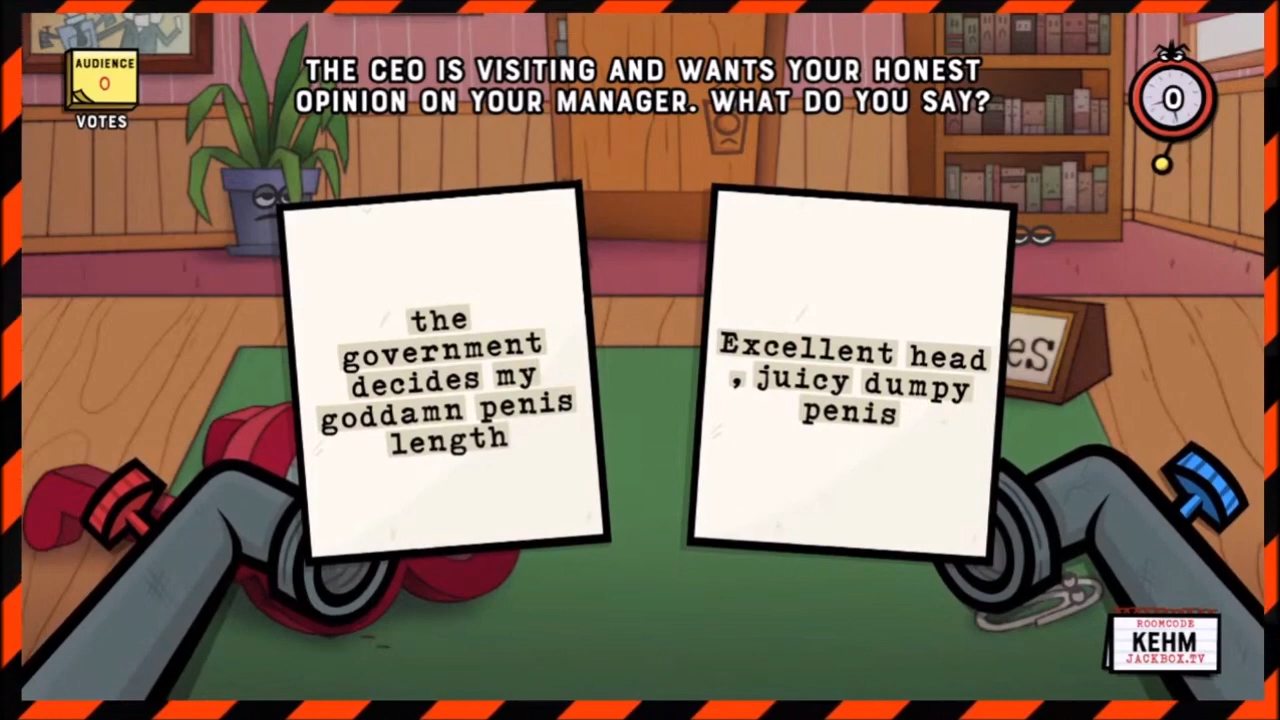 AUDIENCE
0
VOTES
THE CEO IS VISITING AND WANTS YOUR HONEST
OPINION ON YOUR MANAGER. WHAT DO YOU SAY?
0
the
government
decides my
goddamn penis
length
Excellent head
, juicy dumpy
penis
es
ROOMCODE
KEHM
JACKBOX.TV